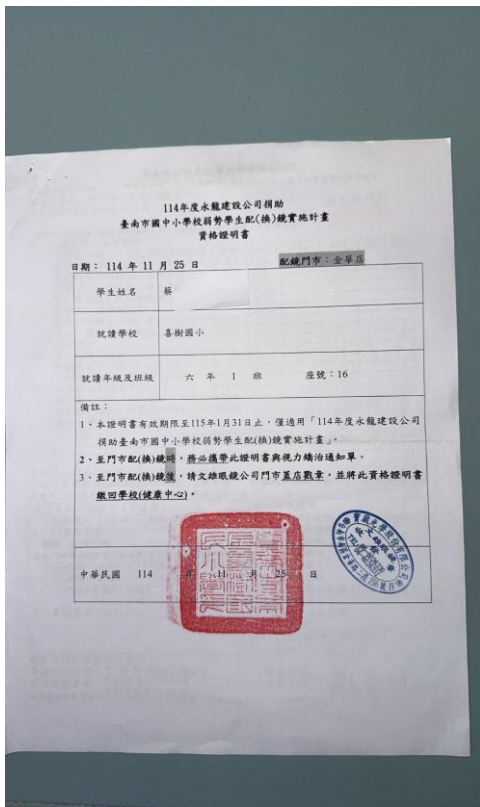 114年度永龍建設公司捐助
臺南市國中小學校弱勢學生配(換)鏡實施計畫
資格證明書
日期： 114 年 11 月 25 日 配鏡門市：金華店
學生姓名 蔡
就讀學校 喜樹國小
就讀年級及班級 六 年 1 班 座號：16
備註：
1、本證明書有效期限至115年1月31日止，僅適用「114年度永龍建設公司
捐助臺南市國中小學校弱勢學生配(換)鏡實施計畫」。
2、至門市配(換)鏡時，務必攜帶此證明書與視力矯治通知單。
3、至門市配(換)鏡後，請文雄眼鏡公司門市蓋店戳章，並將此資格證明書
繳回學校(健康中心)。
中華民國 114 年 11 月 25 日